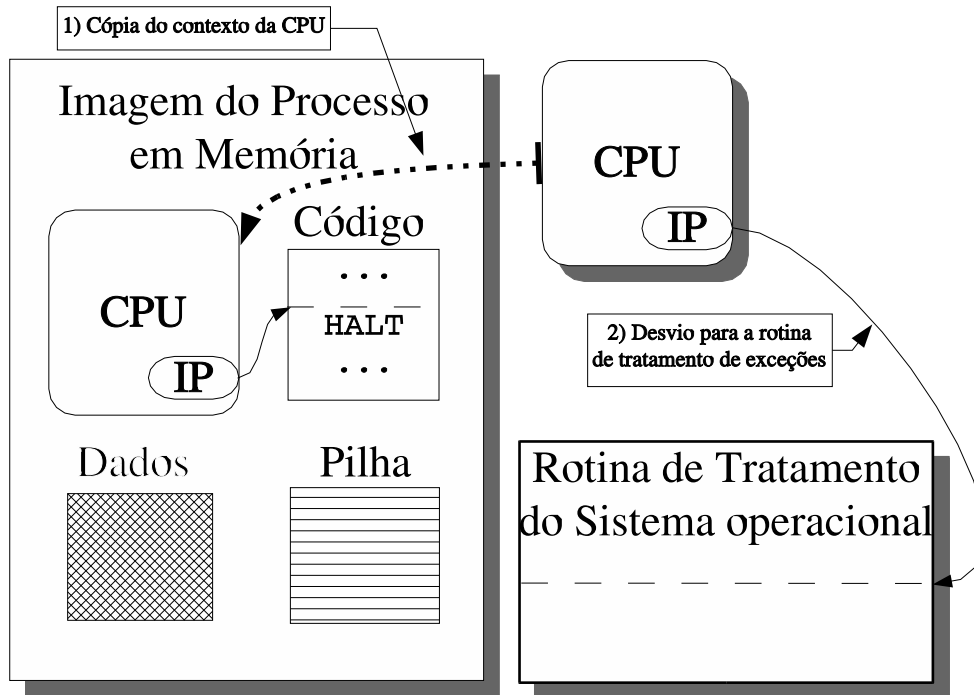 1) Cópia do contexto da CPU
Imagem do Processo
em Memória
CPU
IP
Código
...
HALT
...
CPU
IP
Dados
Pilha
2) Desvio para a rotina
de tratamento de exceções
Rotina de Tratamento
do Sistema operacional